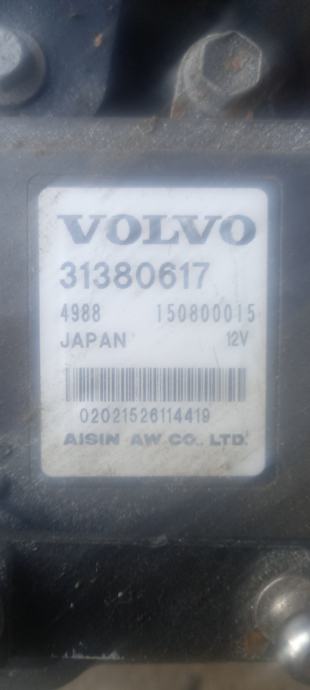 VOLVO
31380617
4988 150800015
JAPAN 12V
02021526114419
AISIN AW CO., LTD.